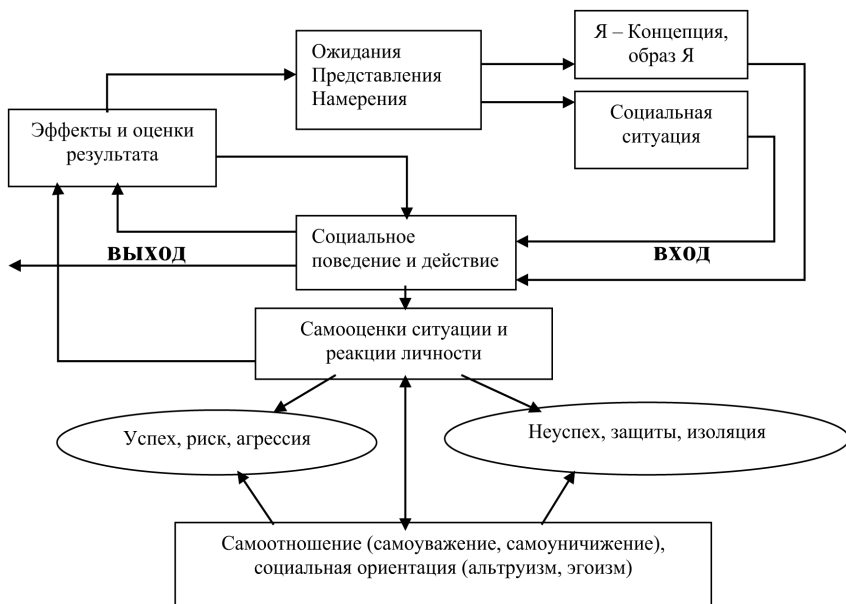 Ожидания
Представления
Намерения
Я – Концепция,
образ Я
Социальная
ситуация
Эффекты и оценки
результата
Социальное
поведение и действие
ВЫХОД
ВХОД
Самооценки ситуации и
реакции личности
Успех, риск, агрессия
Неуспех, защиты, изоляция
Самоотношение (самоуважение, самоуничижение),
социальная ориентация (альтруизм, эгоизм)